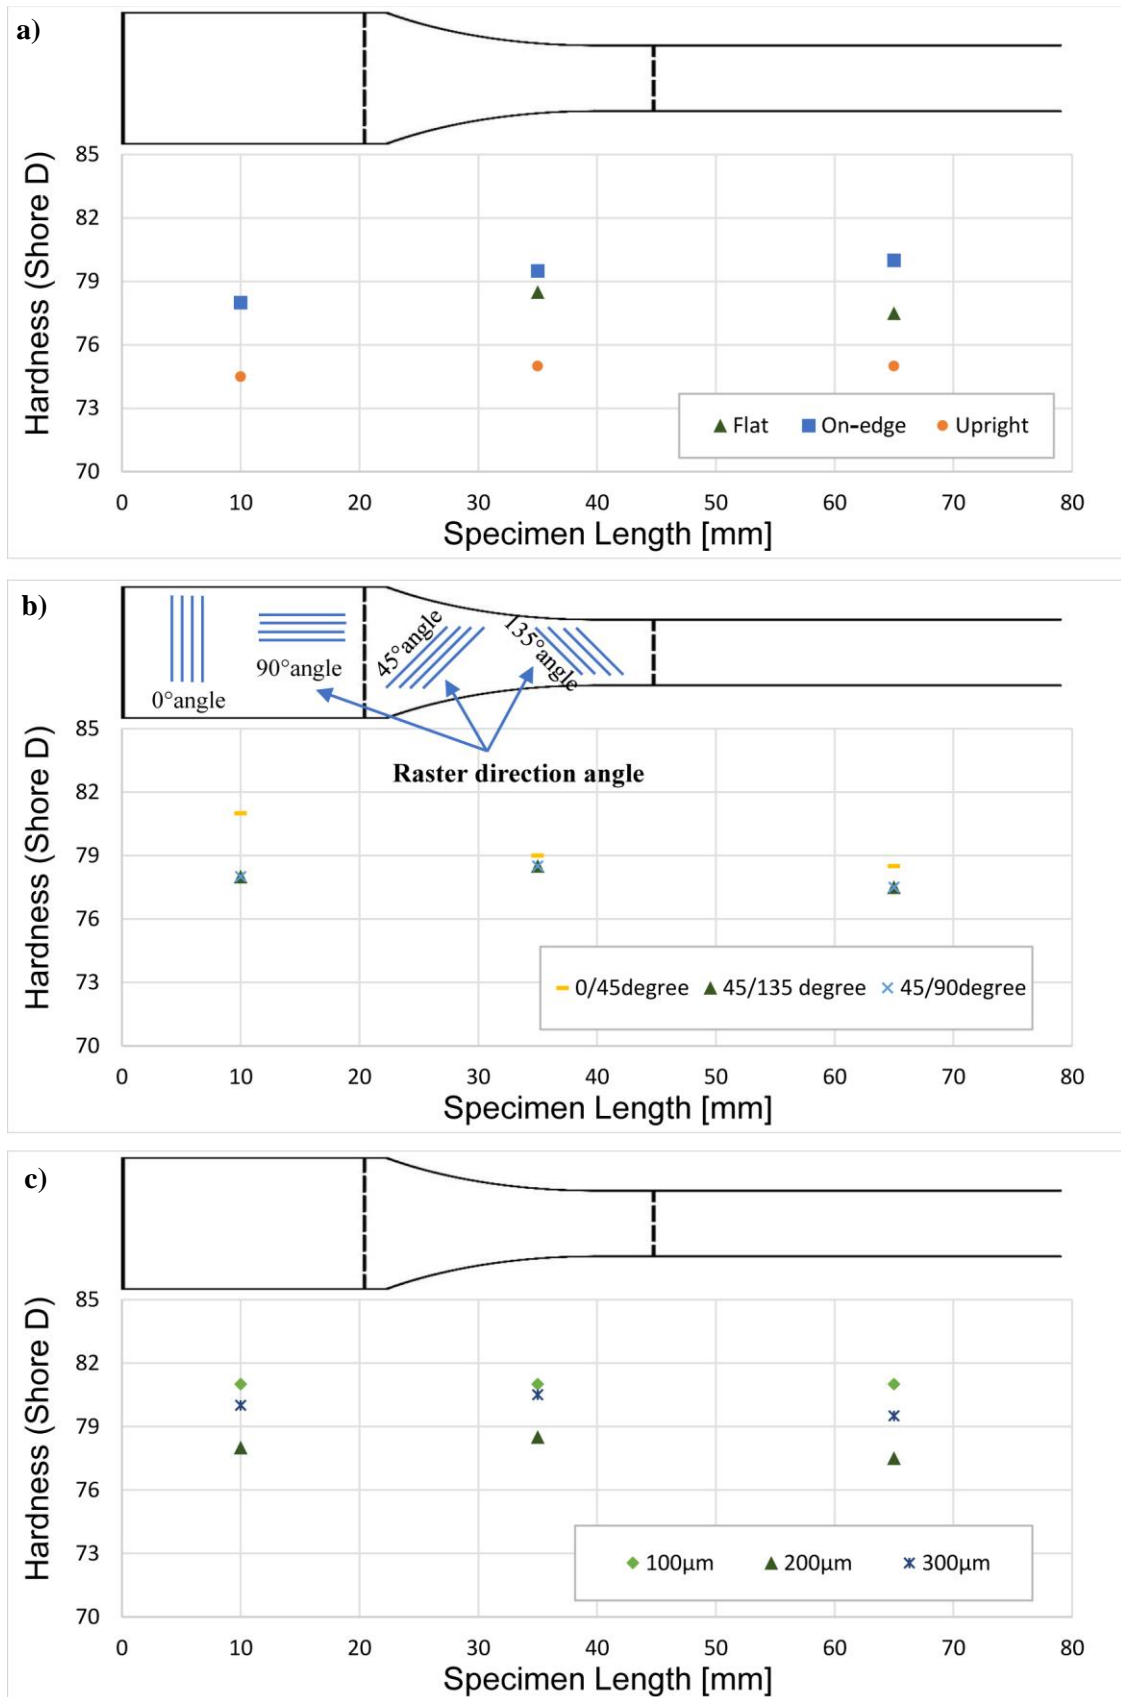 a)
Hardness (Shore D)
85
82
79
76
73
70
Flat On-edge Upright
0 10 20 30 40 50 60 70 80
Specimen Length [mm]
b)
0°angle
90°angle
45°angle
135°angle
Raster direction angle
Hardness (Shore D)
85
82
79
76
73
70
0/45degree 45/135 degree 45/90degree
0 10 20 30 40 50 60 70 80
Specimen Length [mm]
c)
Hardness (Shore D)
85
82
79
76
73
70
100μm 200μm 300μm
0 10 20 30 40 50 60 70 80
Specimen Length [mm]